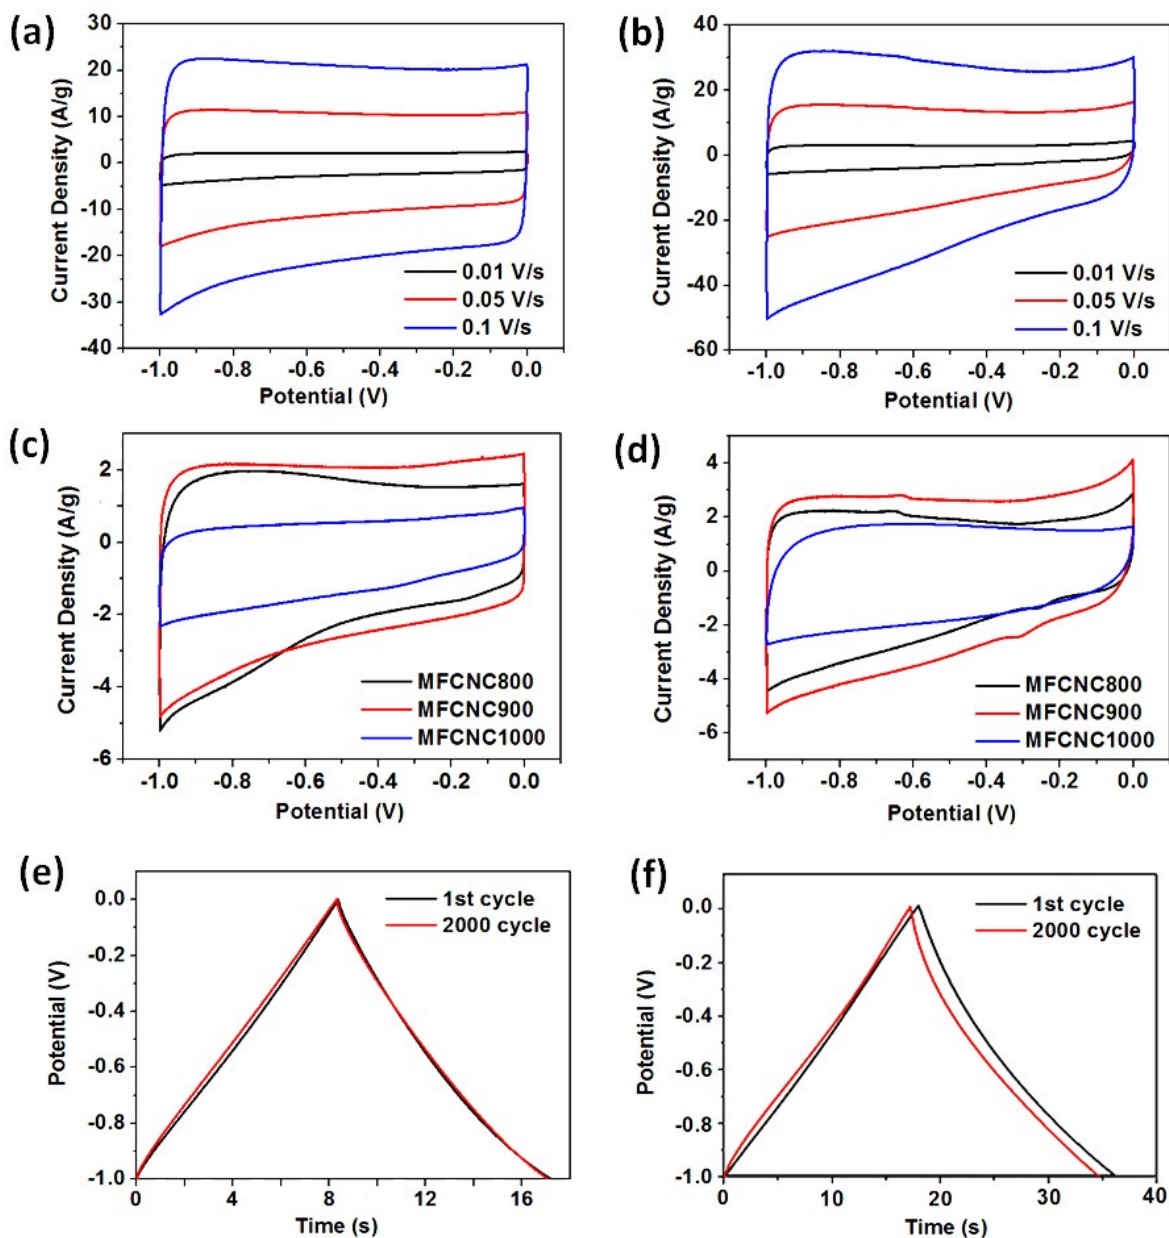 (a)
30
20
10
0
-10
-20
-30
-40
Current Density (A/g)
0.01 V/s
0.05 V/s
0.1 V/s
-1.0 -0.8 -0.6 -0.4 -0.2 0.0
Potential (V)
(b)
40
20
0
-20
-40
-60
Current Density (A/g)
0.01 V/s
0.05 V/s
0.1 V/s
-1.0 -0.8 -0.6 -0.4 -0.2 0.0
Potential (V)
(c)
2
0
-2
-4
-6
Current Density (A/g)
MFCNC800
MFCNC900
MFCNC1000
-1.0 -0.8 -0.6 -0.4 -0.2 0.0
Potential (V)
(d)
4
2
0
-2
-4
-6
Current Density (A/g)
MFCNC800
MFCNC900
MFCNC1000
-1.0 -0.8 -0.6 -0.4 -0.2 0.0
Potential (V)
(e)
0.0
-0.2
-0.4
-0.6
-0.8
-1.0
Potential (V)
1st cycle
2000 cycle
0 4 8 12 16
Time (s)
(f)
0.0
-0.2
-0.4
-0.6
-0.8
-1.0
Potential (V)
1st cycle
2000 cycle
0 10 20 30 40
Time (s)